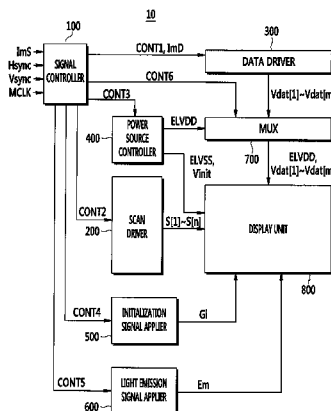 10
100
300
ImS
Hsync
Vsync
MCLK
SIGNAL
CONTROLLER
CONT1, ImD
DATA DRIVER
CONT6
CONT3
Vdat[1]~Vdat[m]
400
POWER
SOURCE
CONTROLLER
ELVDD
MUX
700
ELVSS,
Vinit
ELVDD,
Vdat[1]~Vdat[m]
CONT2
200
SCAN
DRIVER
S[1]~S[n]
DISPLAY UNIT
800
CONT4
500
INITIALIZATION
SIGNAL APPLIER
Gi
CONT5
600
LIGHT EMISSION
SIGNAL APPLIER
Em